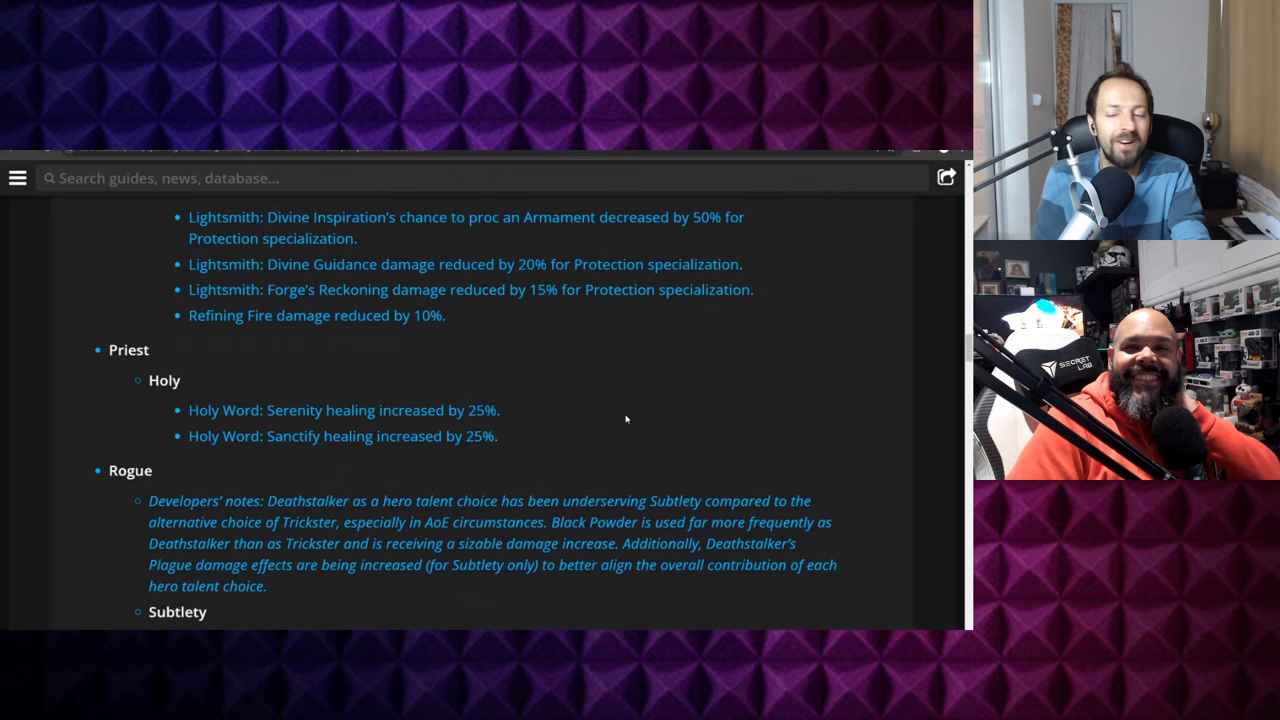 Search guides, news, database...
Lightsmith: Divine Inspiration's chance to proc an Armament decreased by 50% for
Protection specialization.
Lightsmith: Divine Guidance damage reduced by 20% for Protection specialization.
Lightsmith: Forge's Reckoning damage reduced by 15% for Protection specialization.
Refining Fire damage reduced by 10%.
Priest
Holy
Holy Word: Serenity healing increased by 25%.
Holy Word: Sanctify healing increased by 25%.
Rogue
Developers' notes: Deathstalker as a hero talent choice has been underserving Subtlety compared to the
alternative choice of Trickster, especially in AoE circumstances. Black Powder is used far more frequently as
Deathstalker than as Trickster and is receiving a sizable damage increase. Additionally, Deathstalker's
Plague damage effects are being increased (for Subtlety only) to better align the overall contribution of each
hero talent choice.
Subtlety
SECRET
LAB